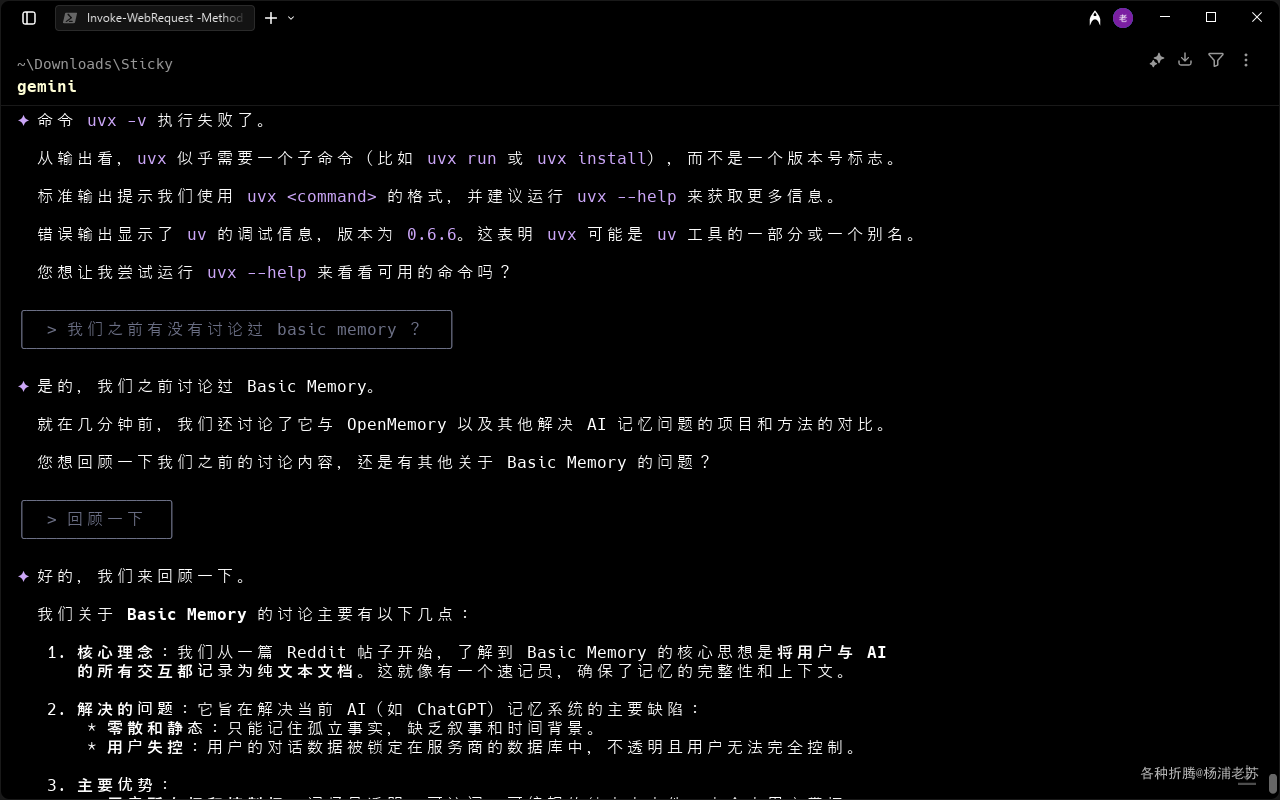 Invoke-WebRequest -Method
老
~\Downloads\Sticky
gemini
✦ 命令 uvx -v 执行失败了。
从输出看，uvx 似乎需要一个子命令（比如 uvx run 或 uvx install），而不是一个版本号标志。
标准输出提示我们使用 uvx <command> 的格式，并建议运行 uvx --help 来获取更多信息。
错误输出显示了 uv 的调试信息，版本为 0.6.6。这表明 uvx 可能是 uv 工具的一部分或一个别名。
您想让我尝试运行 uvx --help 来看看可用的命令吗？
> 我们之前有没有讨论过 basic memory ？
✦ 是的，我们之前讨论过 Basic Memory。
就在几分钟前，我们还讨论了它与 OpenMemory 以及其他解决 AI 记忆问题的项目和方法的对比。
您想回顾一下我们之前的讨论内容，还是有其他关于 Basic Memory 的问题？
> 回顾一下
✦ 好的，我们来回顾一下。
我们关于 Basic Memory 的讨论主要有以下几点：
1. 核心理念：我们从一篇 Reddit 帖子开始，了解到 Basic Memory 的核心思想是将用户与 AI
的所有交互都记录为纯文本文档。这就像有一个速记员，确保了记忆的完整性和上下文。
2. 解决的问题：它旨在解决当前 AI（如 ChatGPT）记忆系统的主要缺陷：
* 零散和静态：只能记住孤立事实，缺乏叙事和时间背景。
* 用户失控：用户的对话数据被锁定在服务商的数据库中，不透明且用户无法完全控制。
3. 主要优势：
各种折腾@杨浦老苏